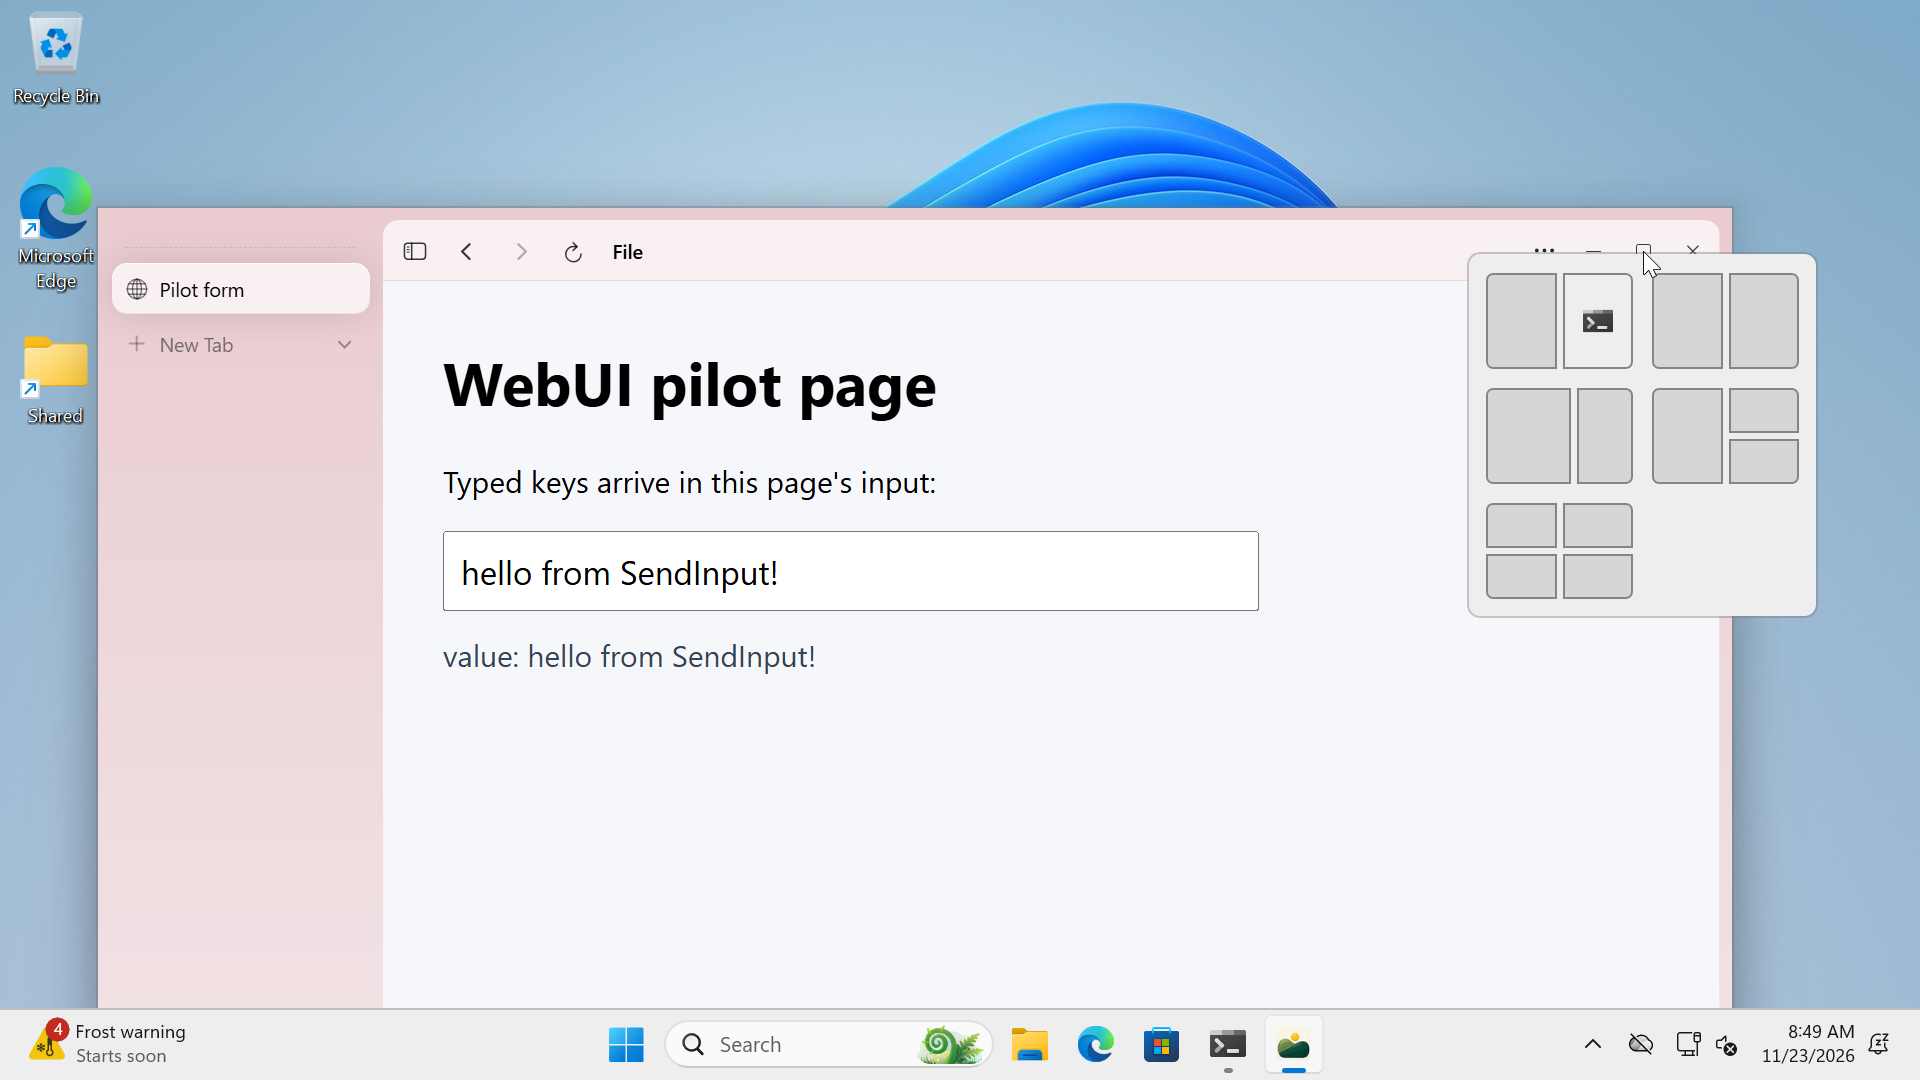 Recycle Bin
Microsoft
Edge
Shared
Pilot form
New Tab
File
WebUI pilot page
Typed keys arrive in this page's input:
hello from SendInput!
value: hello from SendInput!
4
Frost warning
Starts soon
Search
8:49 AM
11/23/2026